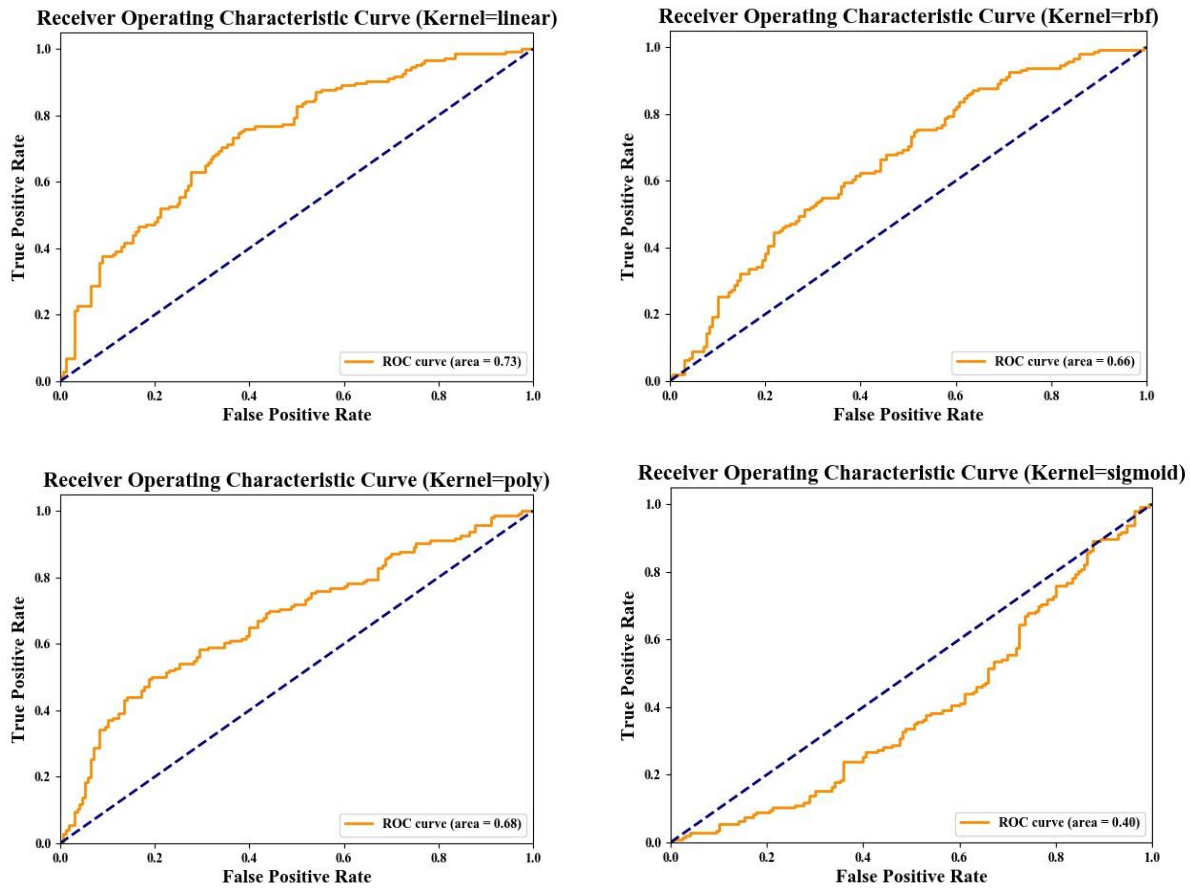 Receiver Operating Characteristic Curve (Kernel=linear)
True Positive Rate
1.0
0.8
0.6
0.4
0.2
0.0
ROC curve (area = 0.73)
0.0 0.2 0.4 0.6 0.8 1.0
False Positive Rate
Receiver Operating Characteristic Curve (Kernel=rbf)
True Positive Rate
1.0
0.8
0.6
0.4
0.2
0.0
ROC curve (area = 0.66)
0.0 0.2 0.4 0.6 0.8 1.0
False Positive Rate
Receiver Operating Characteristic Curve (Kernel=poly)
True Positive Rate
1.0
0.8
0.6
0.4
0.2
0.0
ROC curve (area = 0.68)
0.0 0.2 0.4 0.6 0.8 1.0
False Positive Rate
Receiver Operating Characteristic Curve (Kernel=sigmoid)
True Positive Rate
1.0
0.8
0.6
0.4
0.2
0.0
ROC curve (area = 0.40)
0.0 0.2 0.4 0.6 0.8 1.0
False Positive Rate